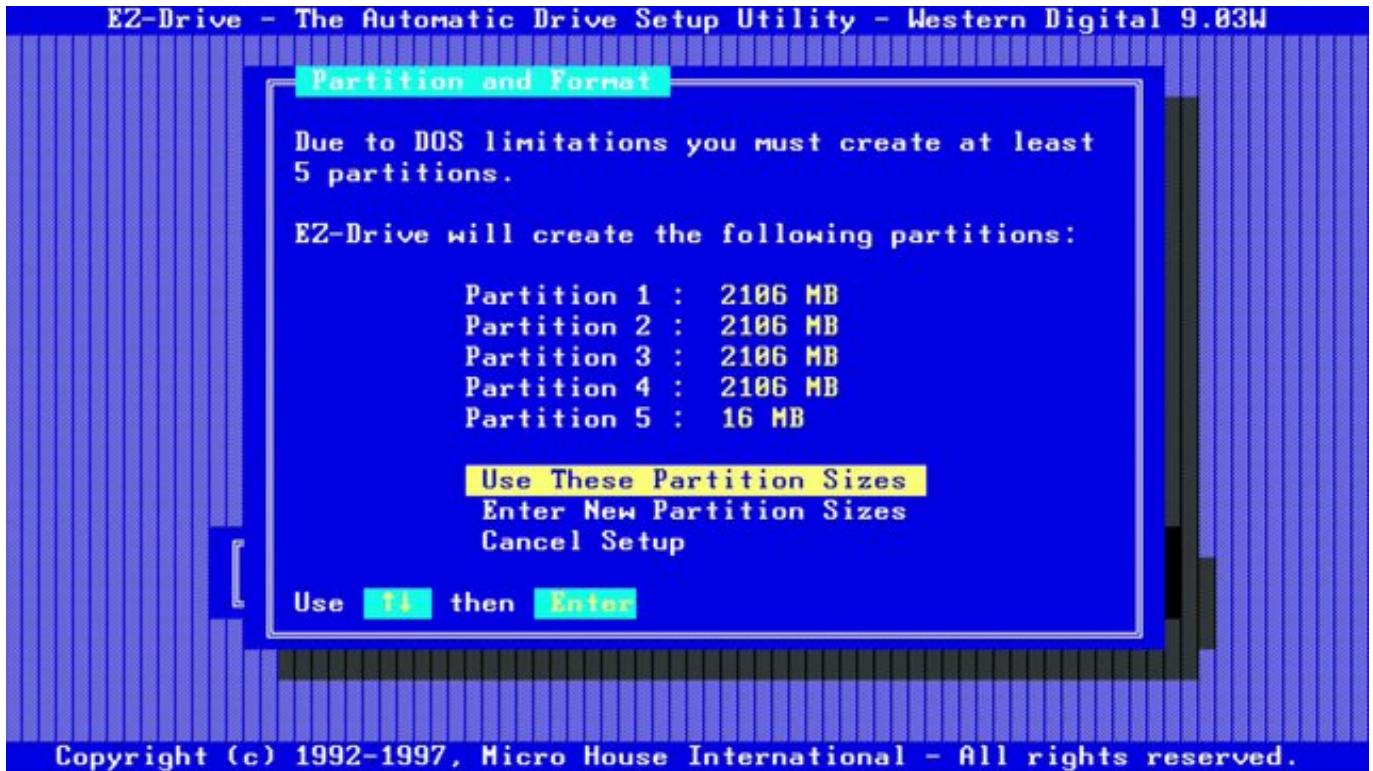 EZ-Drive - The Automatic Drive Setup Utility - Western Digital 9.03W
Partition and Format
Due to DOS limitations you must create at least
5 partitions.
EZ-Drive will create the following partitions:
Partition 1 : 2106 MB
Partition 2 : 2106 MB
Partition 3 : 2106 MB
Partition 4 : 2106 MB
Partition 5 : 16 MB
Use These Partition Sizes
Enter New Partition Sizes
Cancel Setup
Use ↑↓ then Enter
Copyright (c) 1992-1997, Micro House International - All rights reserved.